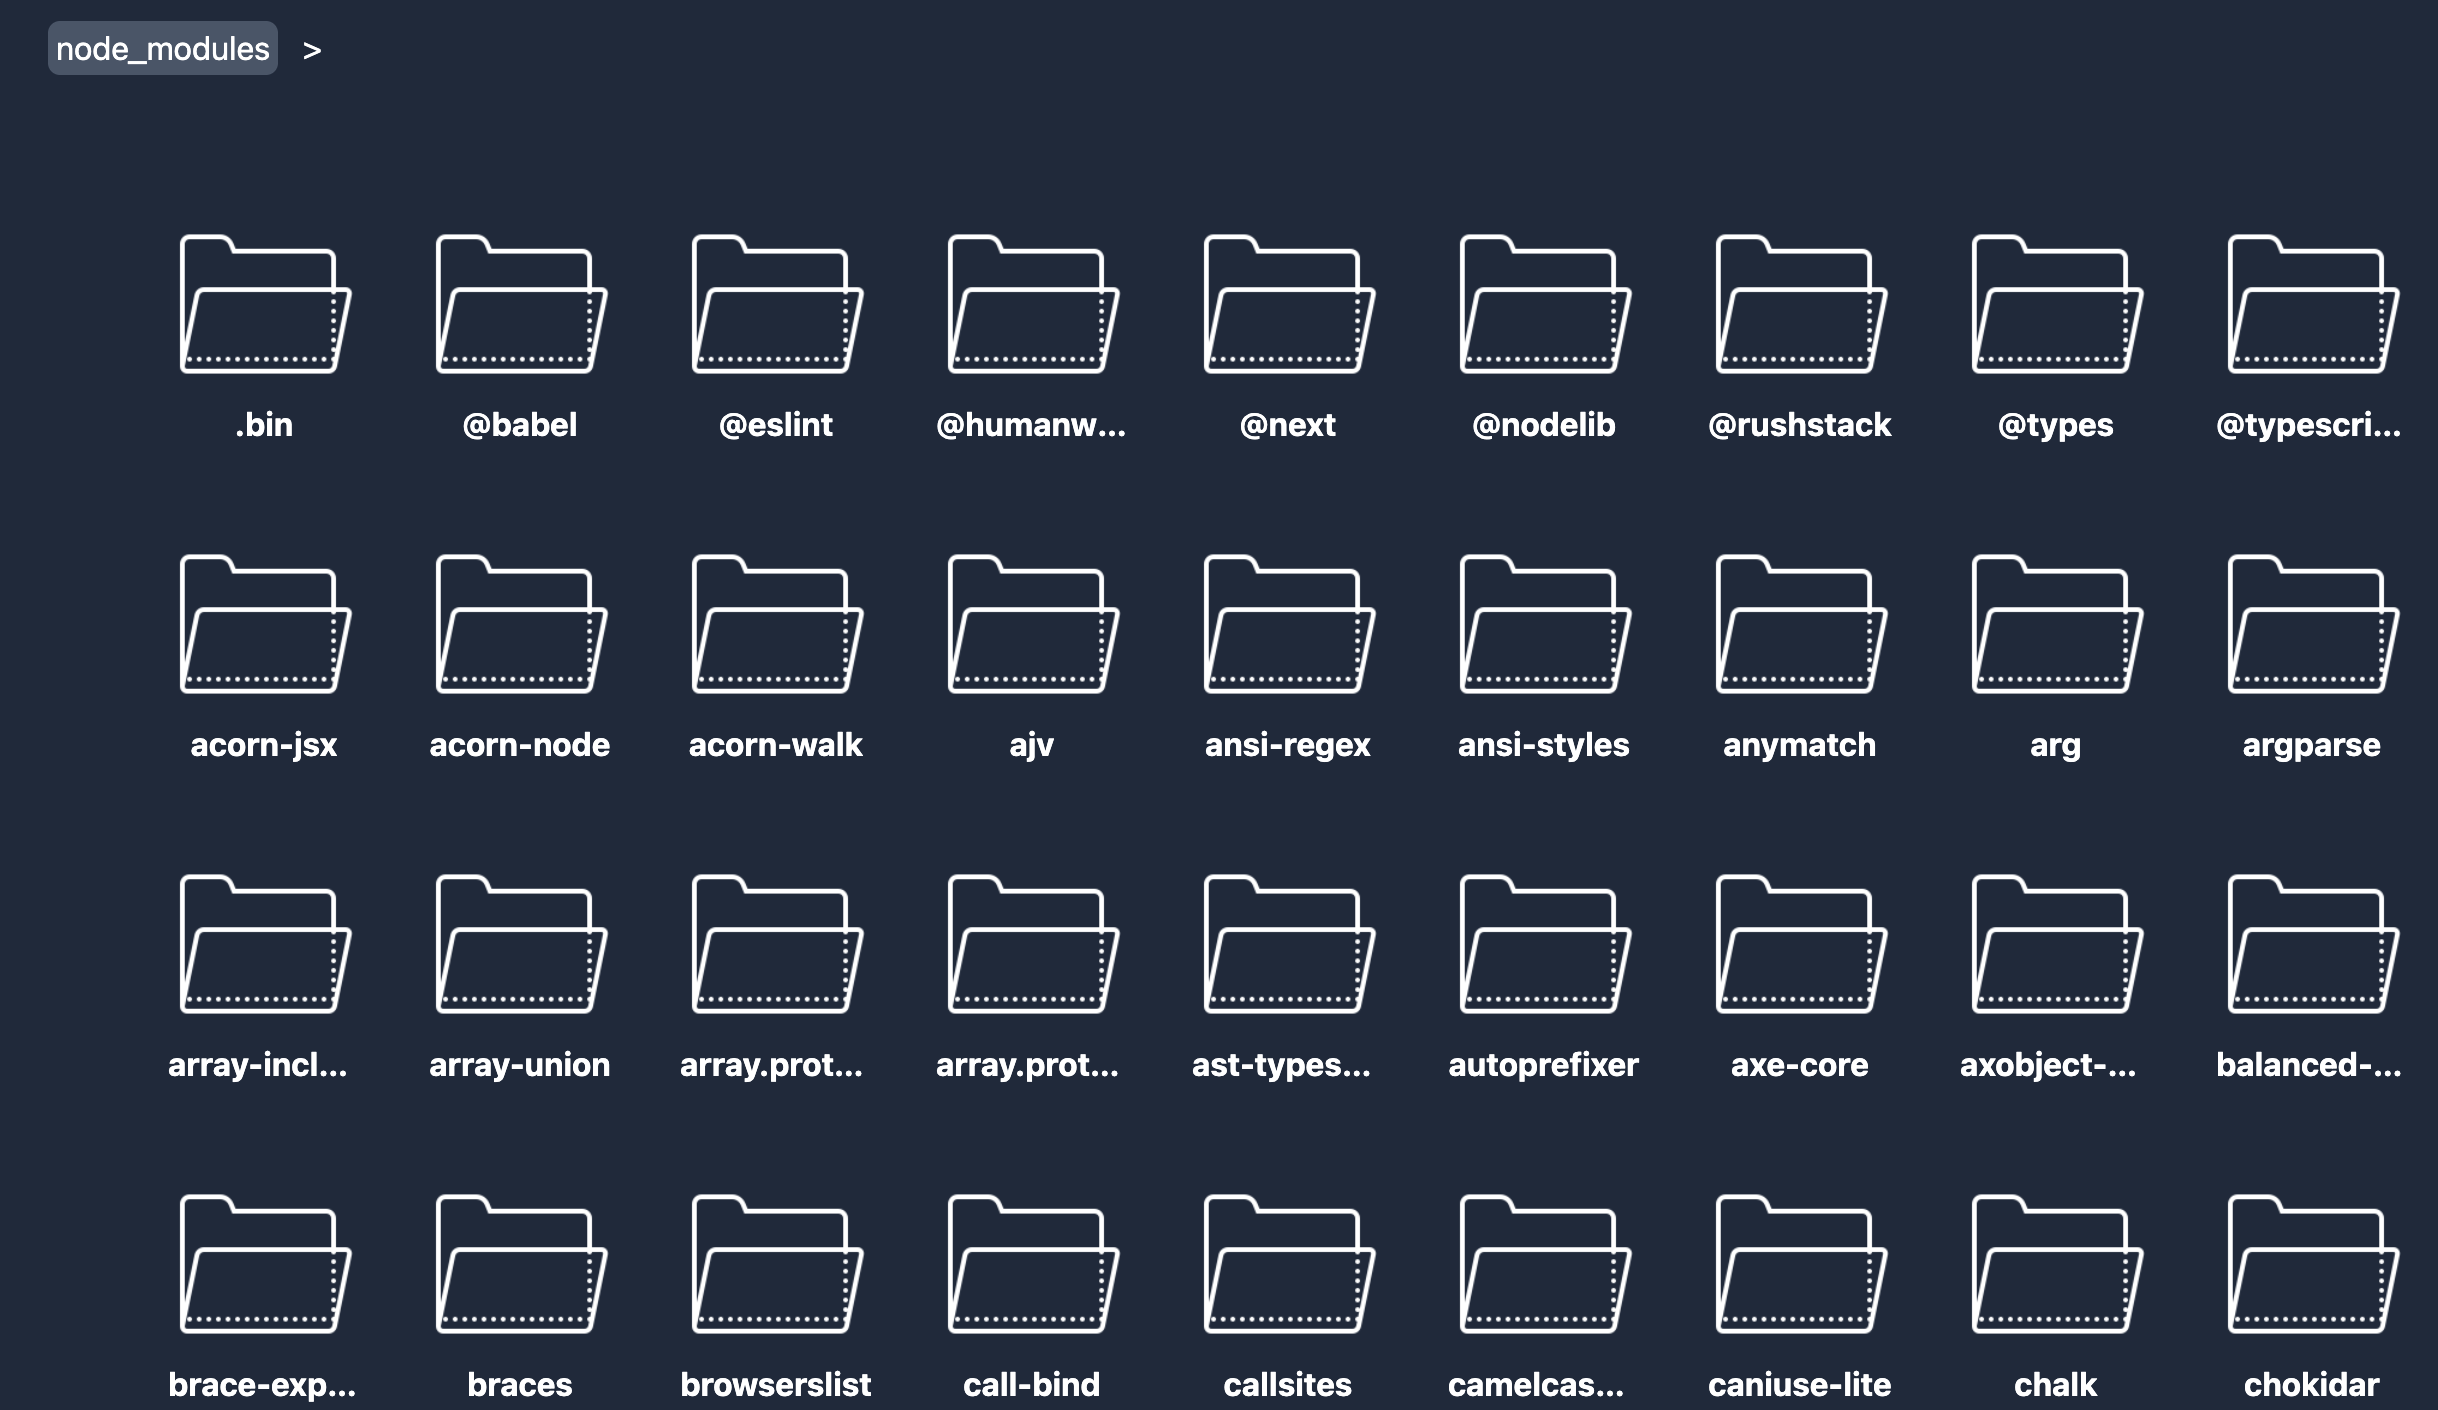 node_modules >
.bin @babel @eslint @humanw... @next @nodelib @rushstack @types @typescri...
acorn-jsx acorn-node acorn-walk ajv ansi-regex ansi-styles anymatch arg argparse
array-incl... array-union array.prot... array.prot... ast-types... autoprefixer axe-core axobject-... balanced-...
brace-exp... braces browserslist call-bind callsites camelcas... caniuse-lite chalk chokidar